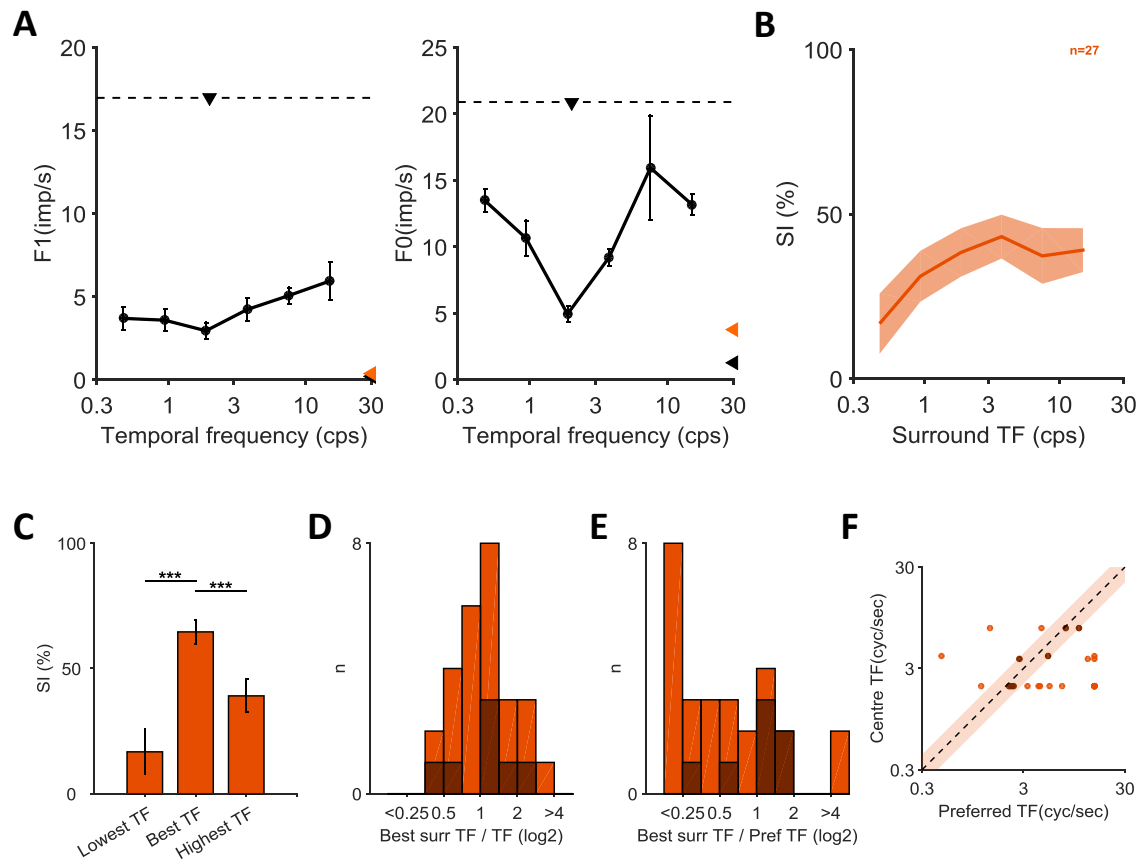 A
20
15
10
5
0
F1(imp/s)
0.3 1 3 10 30
Temporal frequency (cps)
25
20
15
10
5
0
F0(imp/s)
0.3 1 3 10 30
Temporal frequency (cps)
B
100
50
0
SI (%)
n=27
0.3 1 3 10 30
Surround TF (cps)
C
100
50
0
SI (%)
*** ***
Lowest TF
Best TF
Highest TF
D
8
0
n
<0.25 0.5 1 2 >4
Best surr TF / TF (log2)
E
8
0
n
<0.25 0.5 1 2 >4
Best surr TF / Pref TF (log2)
F
30
3
0.3
Centre TF(cyc/sec)
0.3 3 30
Preferred TF(cyc/sec)